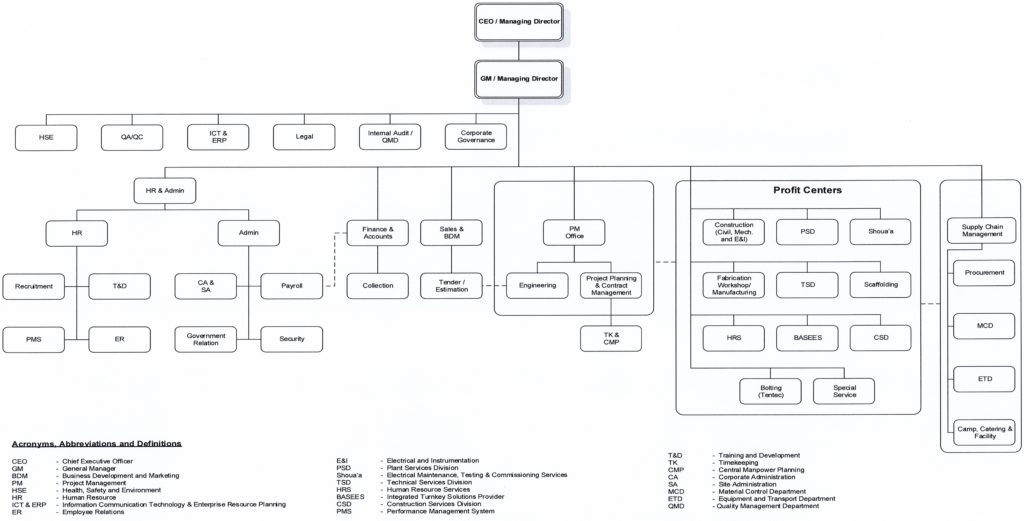 CEO / Managing Director
GM / Managing Director
HSE
QA/QC
ICT &
ERP
Legal
Internal Audit /
QMD
Corporate
Governance
HR & Admin
HR
Admin
Recruitment
T&D
PMS
ER
CA &
SA
Payroll
Government
Relation
Security
Finance &
Accounts
Collection
Sales &
BDM
Tender /
Estimation
PM
Office
Engineering
Project Planning
& Contract
Management
TK &
CMP
Profit Centers
Construction
(Civil, Mech.
and E&I)
PSD
Shoua'a
Fabrication
Workshop/
Manufacturing
TSD
Scaffolding
HRS
BASEES
CSD
Bolting
(Tentec)
Special
Service
Supply Chain
Management
Procurement
MCD
ETD
Camp, Catering &
Facility
Acronyms, Abbreviations and Definitions
CEO - Chief Executive Officer
GM - General Manager
BDM - Business Development and Marketing
PM - Project Management
HSE - Health, Safety and Environment
HR - Human Resource
ICT & ERP - Information Communication Technology & Enterprise Resource Planning
ER - Employee Relations
E&I - Electrical and Instrumentation
PSD - Plant Services Division
Shoua'a - Electrical Maintenance, Testing & Commissioning Services
TSD - Technical Services Division
HRS - Human Resource Services
BASEES - Integrated Turnkey Solutions Provider
CSD - Construction Services Division
PMS - Performance Management System
T&D - Training and Development
TK - Timekeeping
CMP - Central Manpower Planning
CA - Corporate Administration
SA - Site Administration
MCD - Material Control Department
ETD - Equipment and Transport Department
QMD - Quality Management Department